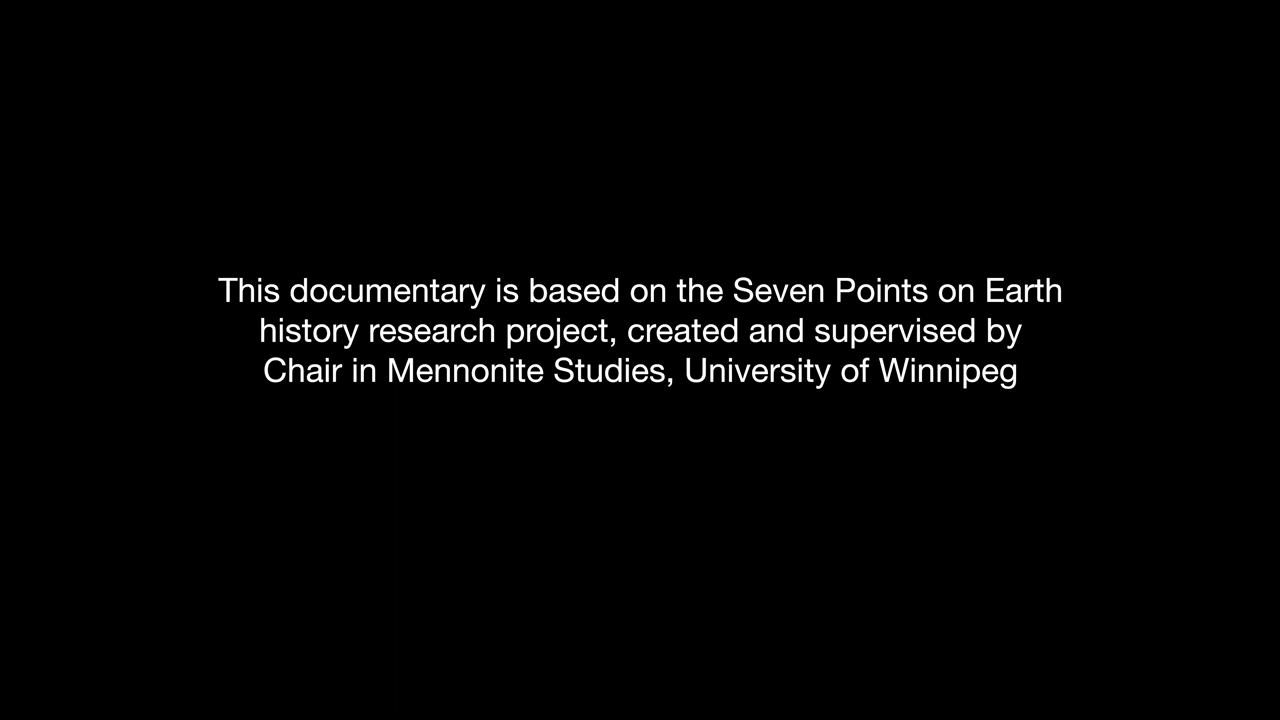 This documentary is based on the Seven Points on Earth
history research project, created and supervised by
Chair in Mennonite Studies, University of Winnipeg